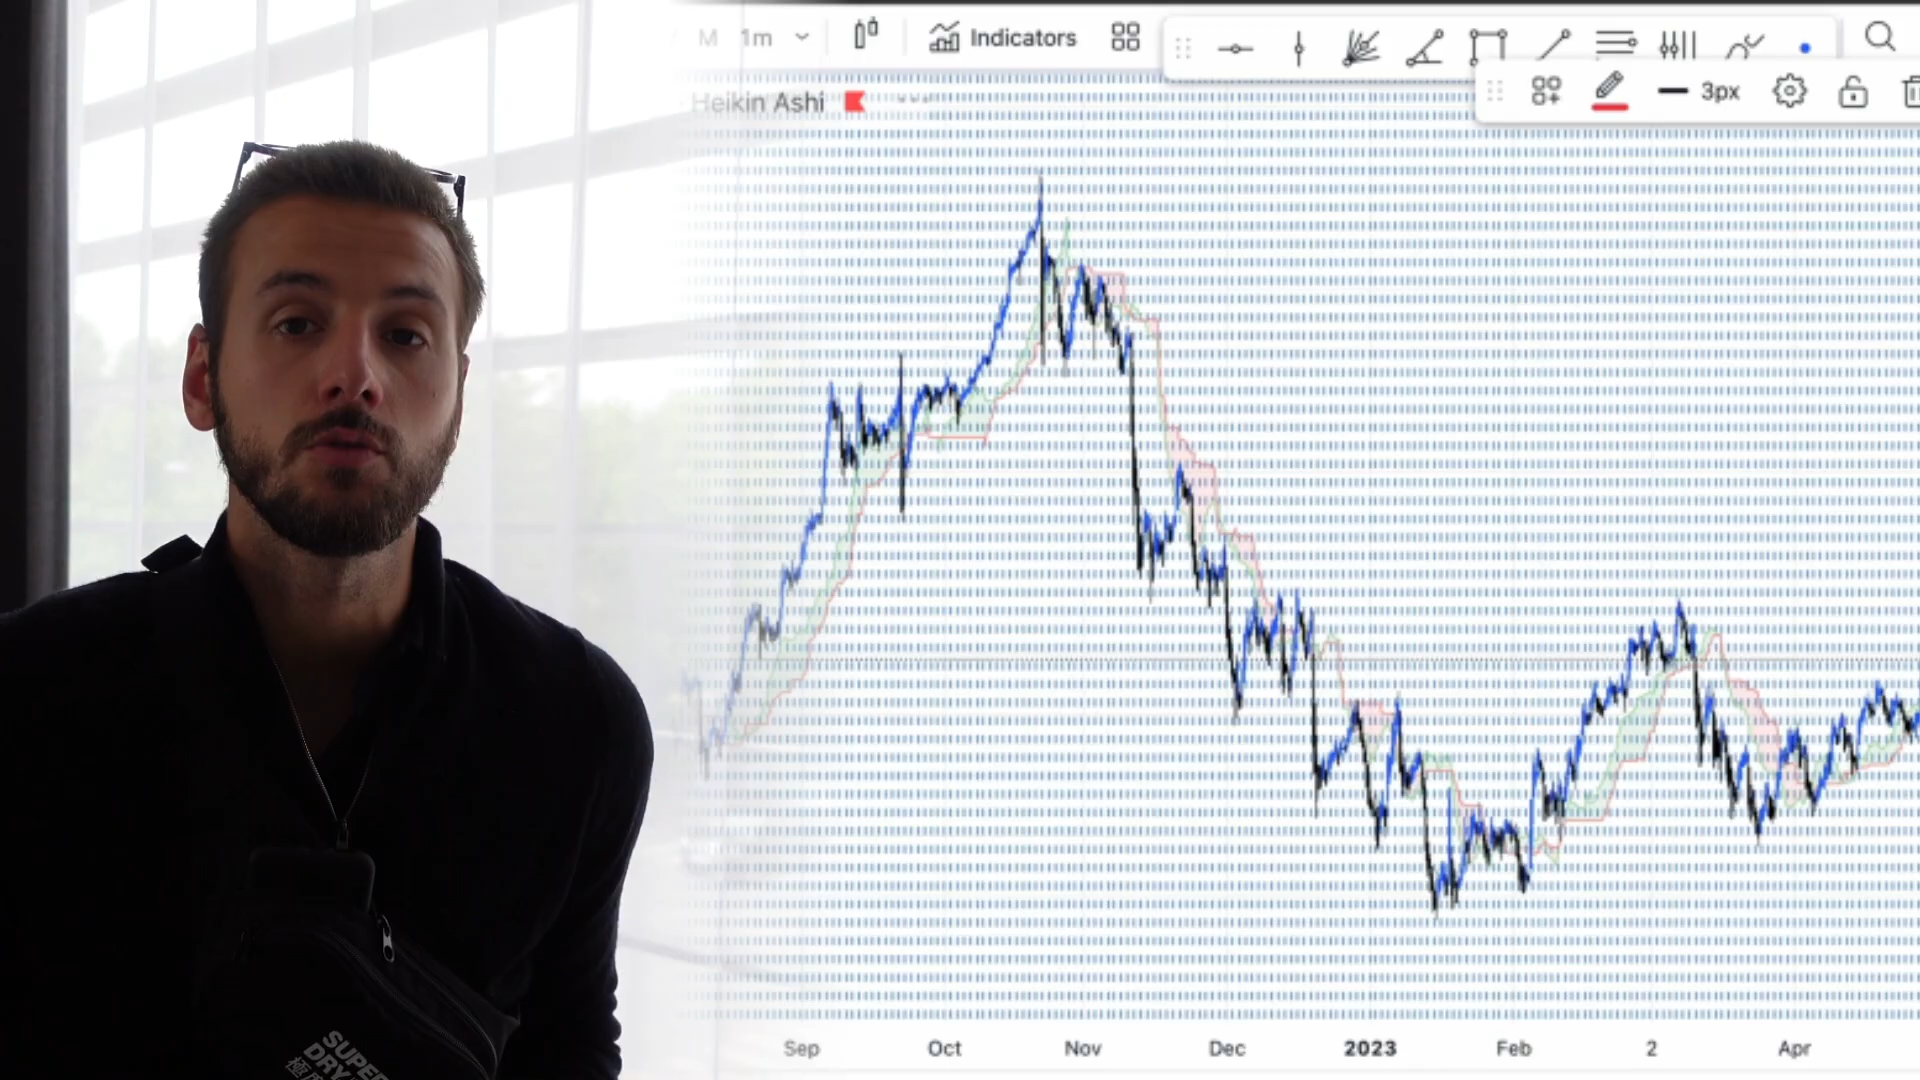 M 1m Indicators
3px
Heikin Ashi
Sep Oct Nov Dec 2023 Feb 2 Apr
SUPER
DRY